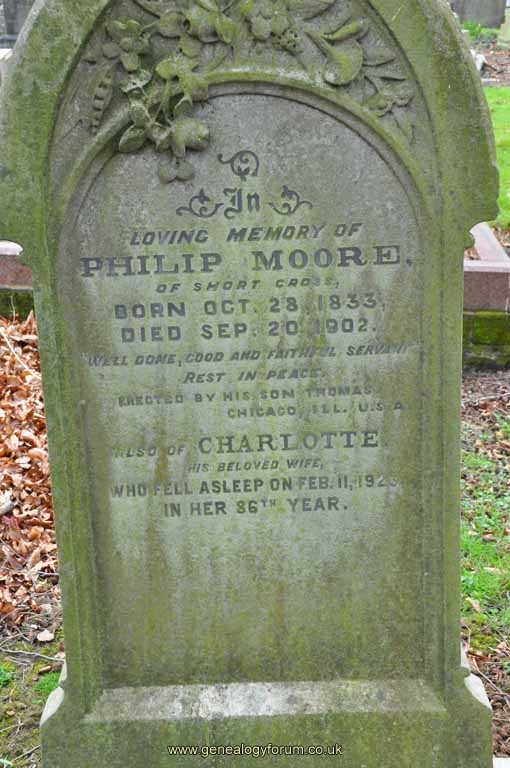 In
LOVING MEMORY OF
PHILIP MOORE,
OF SHORT CROSS,
BORN OCT. 28, 1833,
DIED SEP. 20, 1902.
"WELL DONE, GOOD AND FAITHFUL SERVANT"
REST IN PEACE.
ERECTED BY HIS SON THOMAS
CHICAGO, ILL. U.S.A.
ALSO OF CHARLOTTE
HIS BELOVED WIFE,
WHO FELL ASLEEP ON FEB. 11, 
IN HER 86TH YEAR.
www.genealogyforum.co.uk